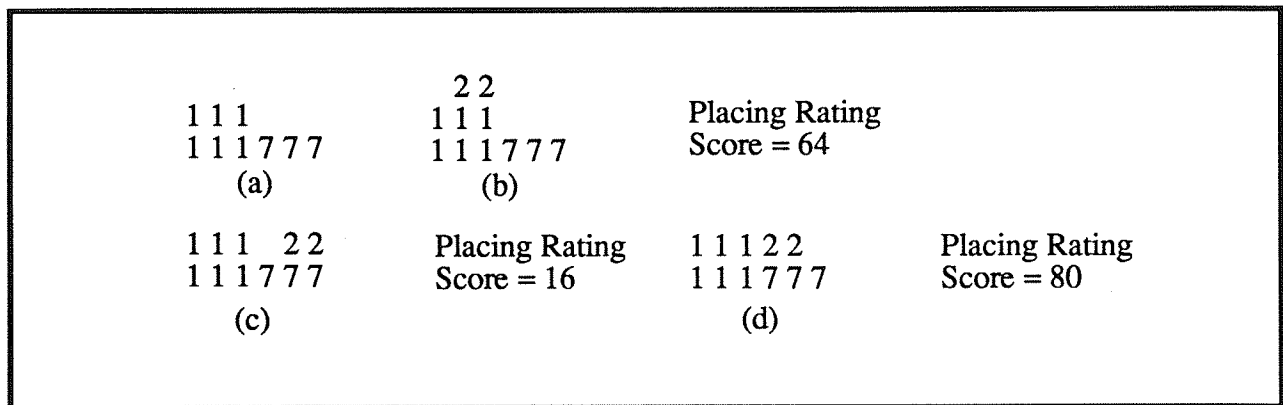 1 1 1
1 1 1 7 7 7
(a)
2 2
1 1 1
1 1 1 7 7 7
(b)
Placing Rating
Score = 64
1 1 1 2 2
1 1 1 7 7 7
(c)
Placing Rating
Score = 16
1 1 1 2 2
1 1 1 7 7 7
(d)
Placing Rating
Score = 80